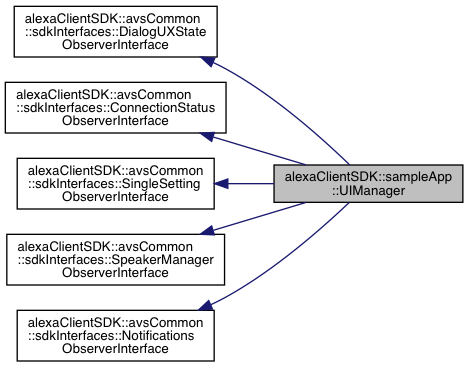 alexaClientSDK::avsCommon
::sdkInterfaces::DialogUXState
ObserverInterface
alexaClientSDK::avsCommon
::sdkInterfaces::ConnectionStatus
ObserverInterface
alexaClientSDK::avsCommon
::sdkInterfaces::SingleSetting
ObserverInterface
alexaClientSDK::sampleApp
::UIManager
alexaClientSDK::avsCommon
::sdkInterfaces::SpeakerManager
ObserverInterface
alexaClientSDK::avsCommon
::sdkInterfaces::Notifications
ObserverInterface